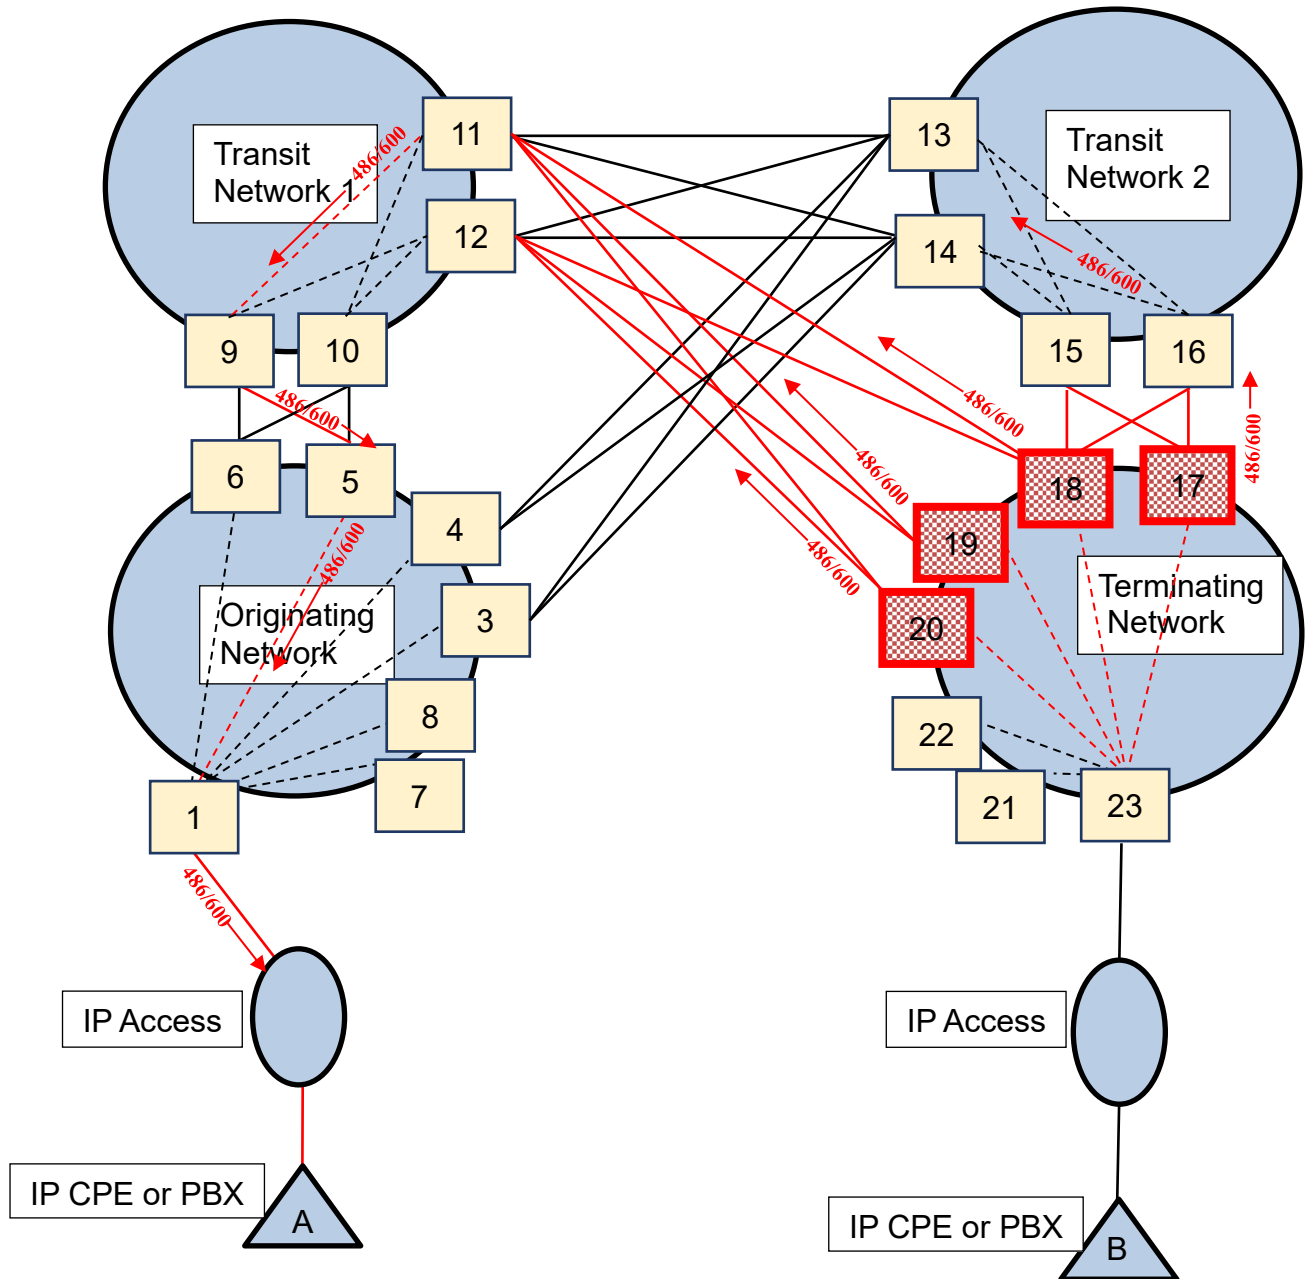 11
13
Transit
Network 1
486/600
Transit
Network 2
12
14
486/600
9
10
15
16
486/600
486/600
486/600
486/600
6
5
18
17
4
19
486/600
486/600
Originating
Network
3
20
Terminating
Network
8
22
7
21
1
23
486/600
IP Access
IP Access
IP CPE or PBX
A
IP CPE or PBX
B